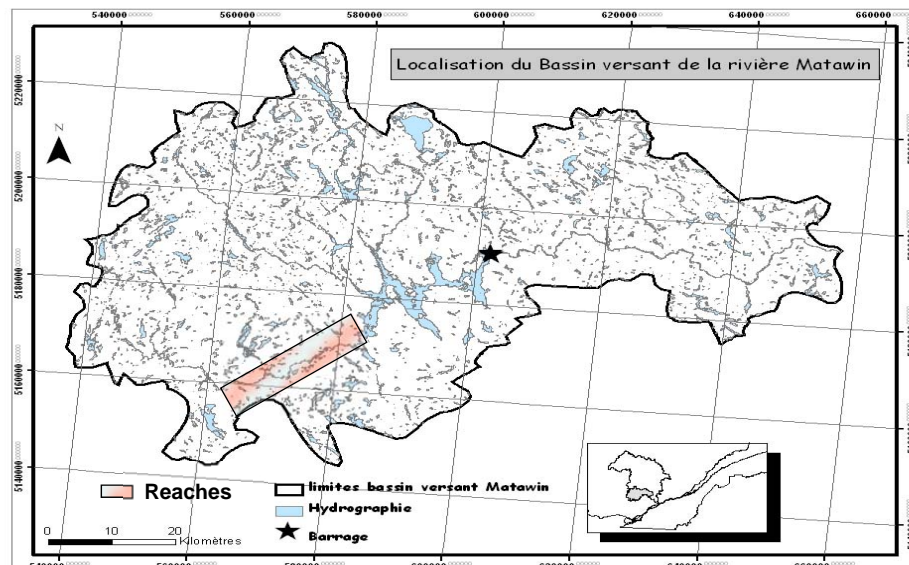 540000 560000 580000 600000 620000 640000 660000
Localisation du Bassin versant de la rivière Matawin
5220000
N
5200000
5180000
5160000
5140000
Reaches
limites bassin versant Matawin
Hydrographie
Barrage
0 10 20
Kilomètres